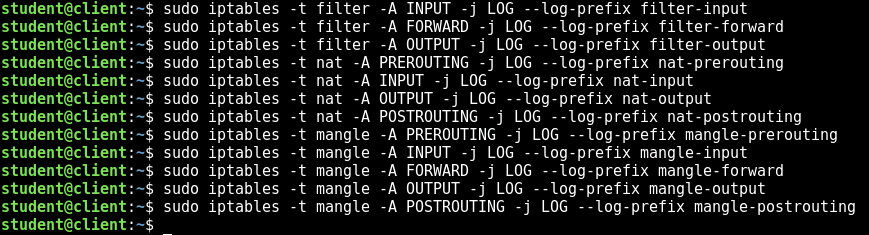 student@client:~$ sudo iptables -t filter -A INPUT -j LOG --log-prefix filter-input
student@client:~$ sudo iptables -t filter -A FORWARD -j LOG --log-prefix filter-forward
student@client:~$ sudo iptables -t filter -A OUTPUT -j LOG --log-prefix filter-output
student@client:~$ sudo iptables -t nat -A PREROUTING -j LOG --log-prefix nat-prerouting
student@client:~$ sudo iptables -t nat -A INPUT -j LOG --log-prefix nat-input
student@client:~$ sudo iptables -t nat -A OUTPUT -j LOG --log-prefix nat-output
student@client:~$ sudo iptables -t nat -A POSTROUTING -j LOG --log-prefix nat-postrouting
student@client:~$ sudo iptables -t mangle -A PREROUTING -j LOG --log-prefix mangle-prerouting
student@client:~$ sudo iptables -t mangle -A INPUT -j LOG --log-prefix mangle-input
student@client:~$ sudo iptables -t mangle -A FORWARD -j LOG --log-prefix mangle-forward
student@client:~$ sudo iptables -t mangle -A OUTPUT -j LOG --log-prefix mangle-output
student@client:~$ sudo iptables -t mangle -A POSTROUTING -j LOG --log-prefix mangle-postrouting
student@client:~$